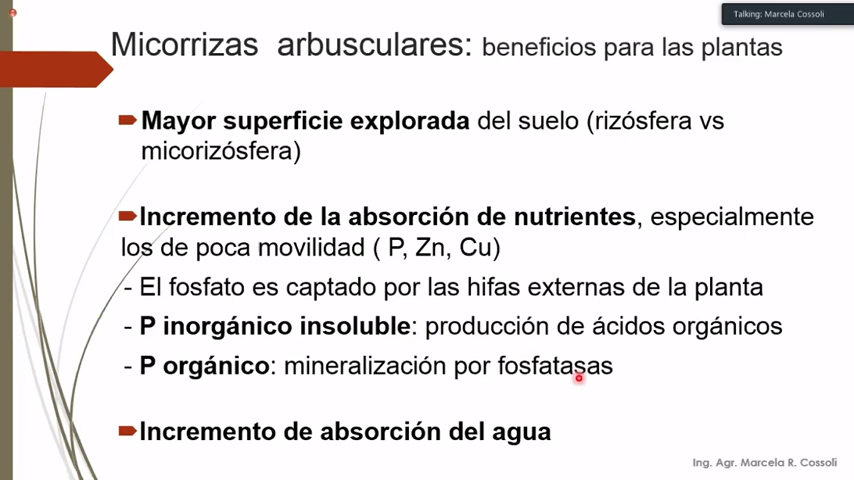 Talking: Marcela Cossoli
Micorrizas arbusculares: beneficios para las plantas
Mayor superficie explorada del suelo (rizósfera vs
micorizósfera)
Incremento de la absorción de nutrientes, especialmente
los de poca movilidad ( P, Zn, Cu)
- El fosfato es captado por las hifas externas de la planta
- P inorgánico insoluble: producción de ácidos orgánicos
- P orgánico: mineralización por fosfatasas
Incremento de absorción del agua
Ing. Agr. Marcela R. Cossoli